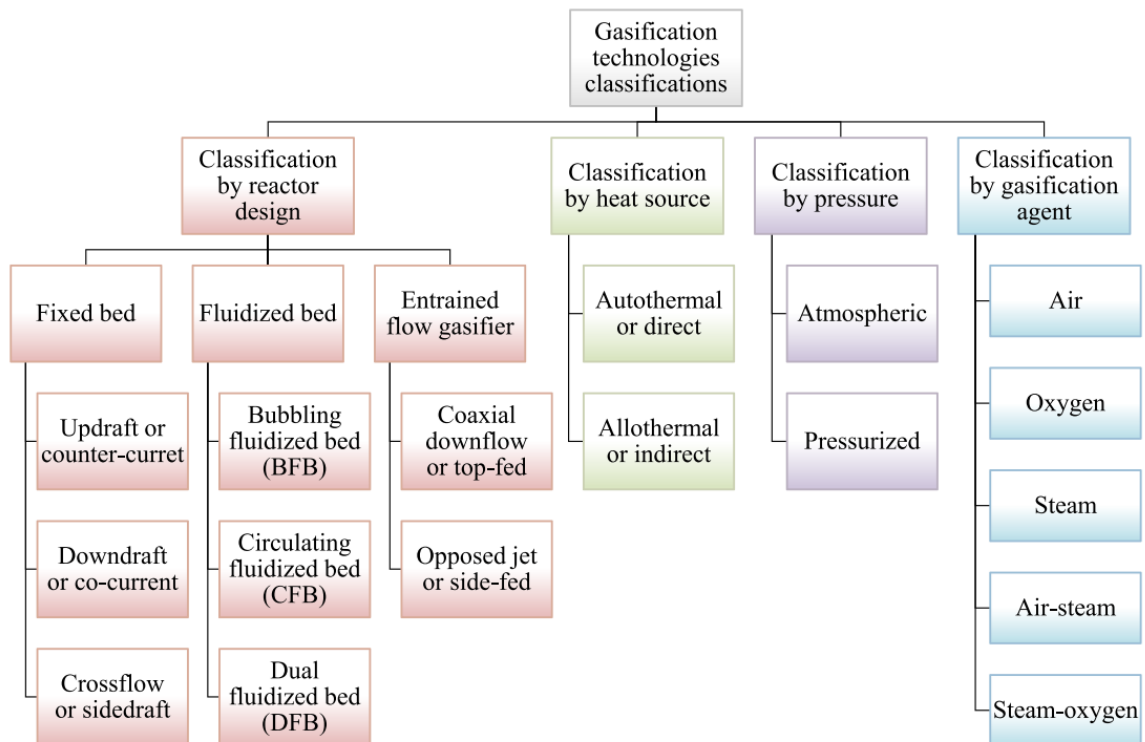 Gasification
technologies
classifications
Classification
by reactor
design
Classification
by heat source
Classification
by pressure
Classification
by gasification
agent
Fixed bed
Fluidized bed
Entrained
flow gasifier
Updraft or
counter-curret
Downdraft
or co-current
Crossflow
or sidedraft
Bubbling
fluidized bed
(BFB)
Circulating
fluidized bed
(CFB)
Dual
fluidized bed
(DFB)
Coaxial
downflow
or top-fed
Opposed jet
or side-fed
Autothermal
or direct
Allothermal
or indirect
Atmospheric
Pressurized
Air
Oxygen
Steam
Air-steam
Steam-oxygen